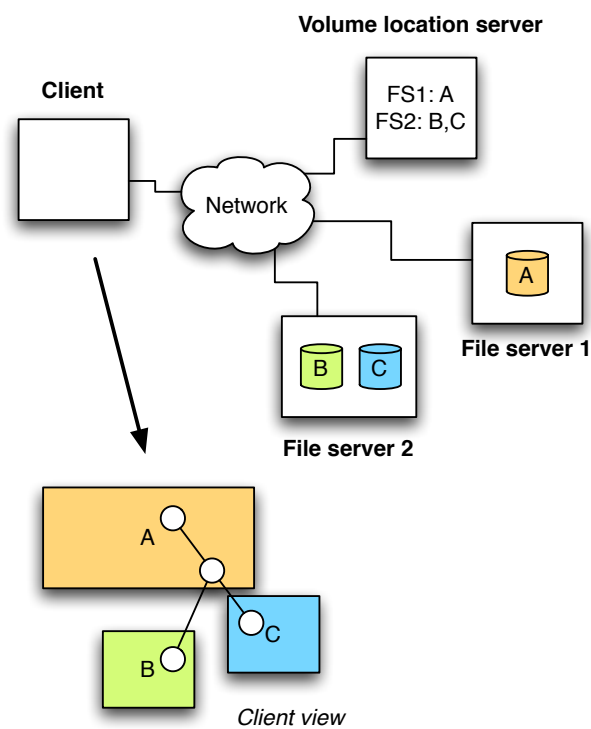 Volume location server
Client
FS1: A
FS2: B,C
Network
A
File server 1
B
C
File server 2
A
C
B
Client view